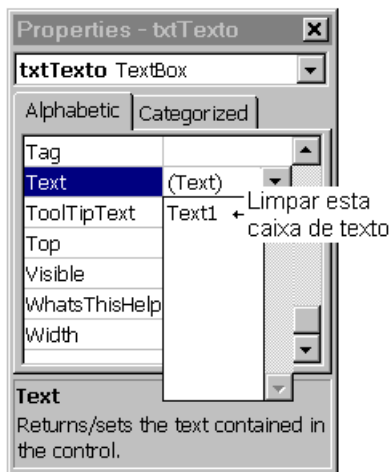 Properties - txtTexto
txtTexto TextBox
Alphabetic Categorized
Tag
Text (Text)
ToolTipText Text1
Limpar esta
caixa de texto
Top
Visible
WhatsThisHelp
Width
Text
Returns/sets the text contained in
the control.